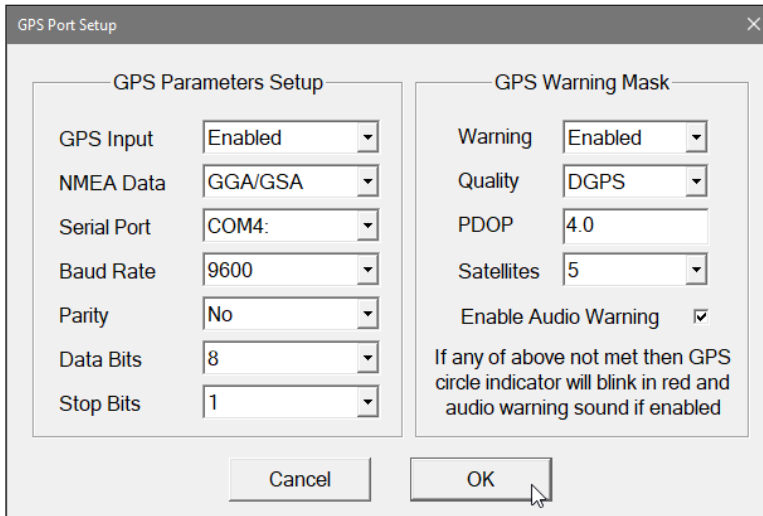 GPS Port Setup
GPS Parameters Setup
GPS Input Enabled
NMEA Data GGA/GSA
Serial Port COM4:
Baud Rate 9600
Parity No
Data Bits 8
Stop Bits 1
GPS Warning Mask
Warning Enabled
Quality DGPS
PDOP 4.0
Satellites 5
Enable Audio Warning
If any of above not met then GPS
circle indicator will blink in red and
audio warning sound if enabled
Cancel OK